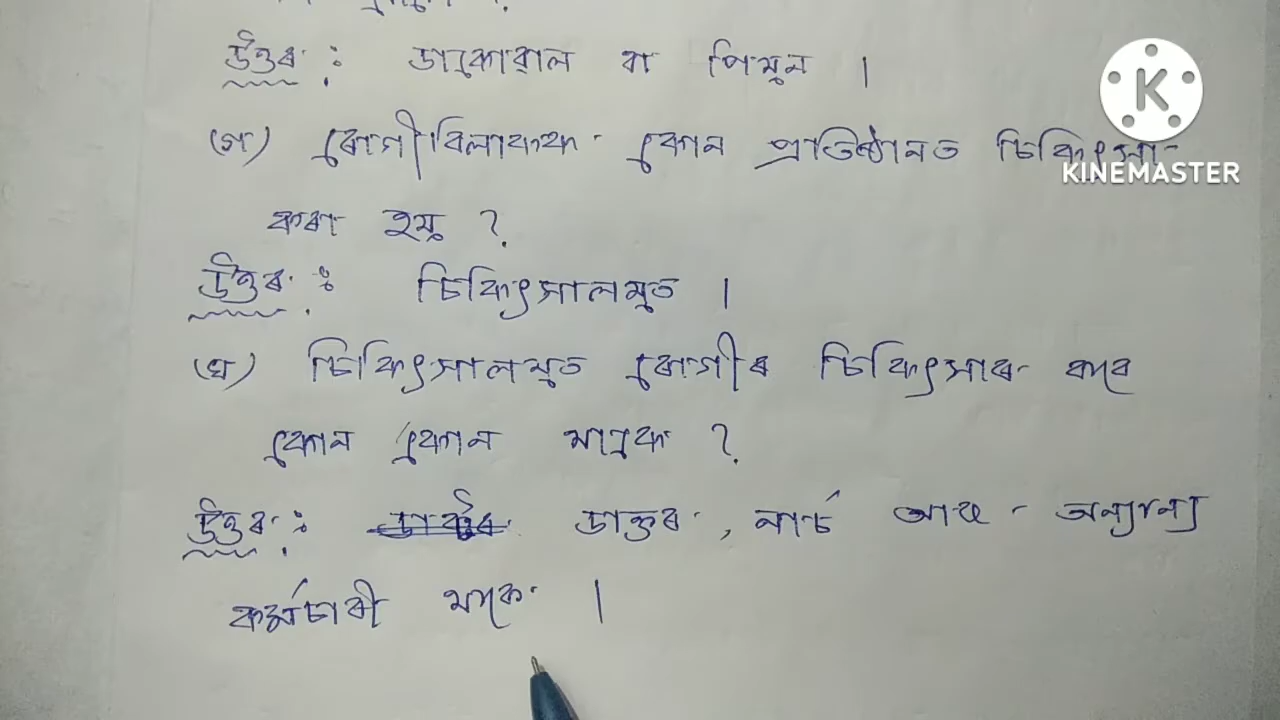 উত্তৰ : ডাকোৱাল বা পিয়ন ।
(গ) ৰোগীবিলাকক কোন প্ৰতিষ্ঠানত চিকিৎসা
KINEMASTER
কৰা হয় ?
উত্তৰ : চিকিৎসালয়ত ।
(ঘ) চিকিৎসালয়ত ৰোগীৰ চিকিৎসাৰ বাবে
কোন কোন থাকে ?
উত্তৰ : ডাক্তৰ , নাৰ্চ আৰু অন্যান্য
কৰ্মচাৰী থাকে ।